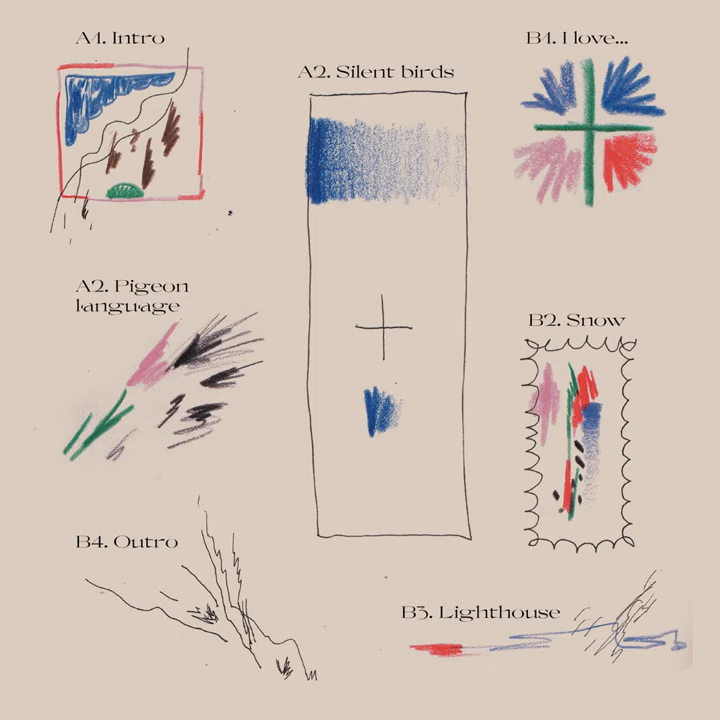 A1. Intro
A2. Silent birds
B1. I love...
A2. Pigeon
language
B2. Snow
B4. Outro
B3. Lighthouse